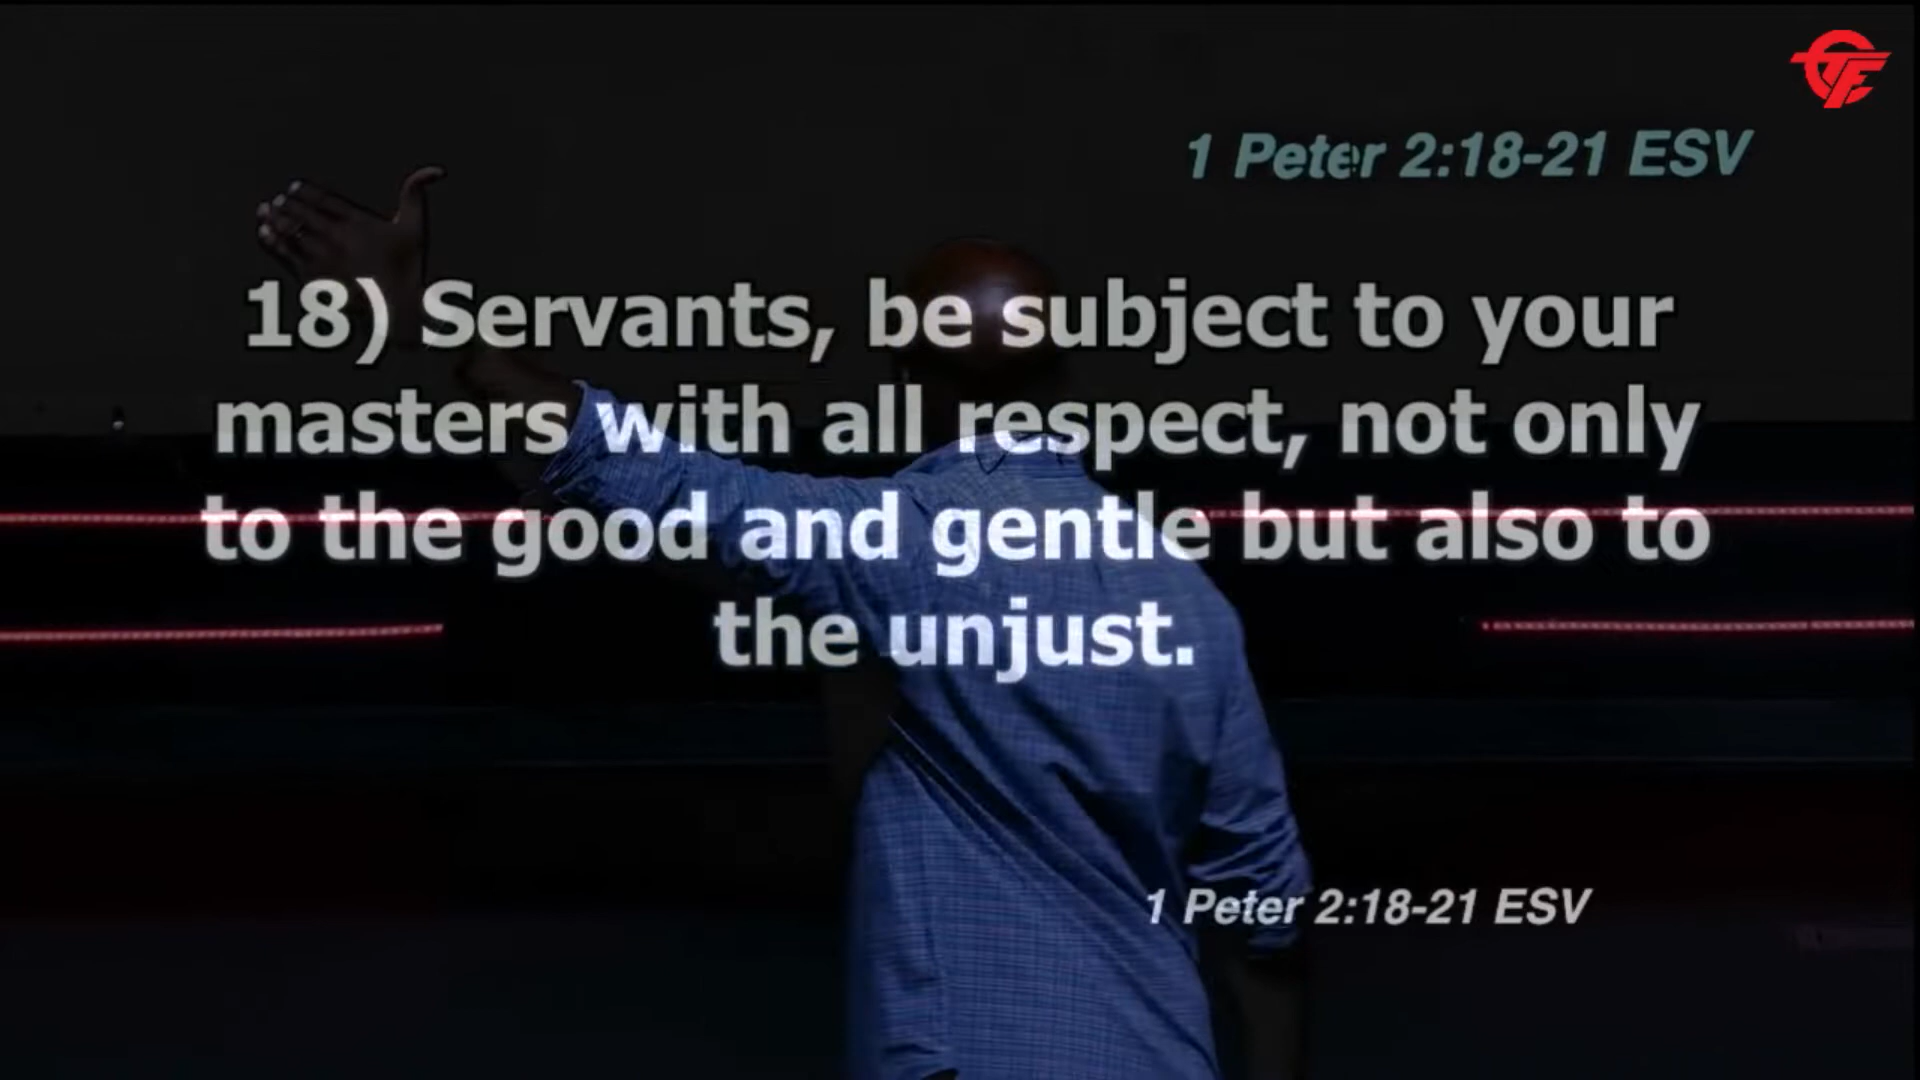 1 Peter 2:18-21 ESV
18) Servants, be subject to your
masters with all respect, not only
to the good and gentle but also to
the unjust.
1 Peter 2:18-21 ESV